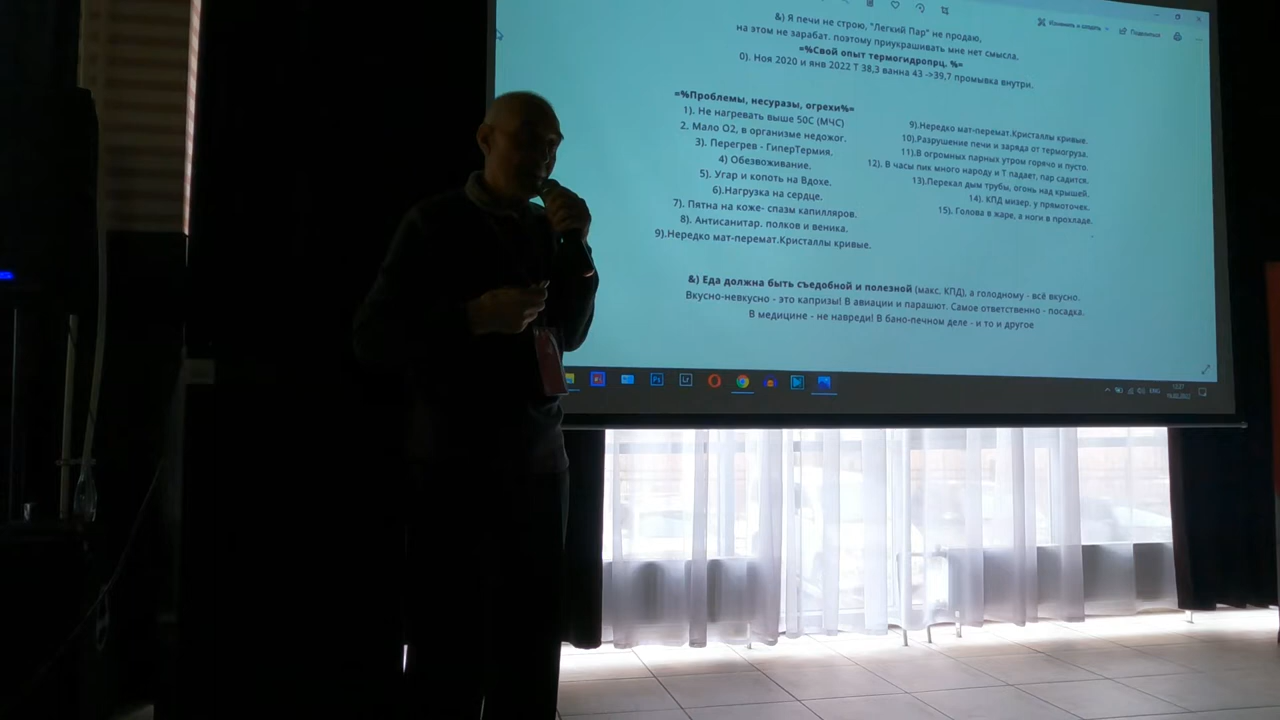 Изменить и создать
Поделиться
&) Я печи не строю, "Легкий Пар" не продаю,
на этом не зарабат. поэтому приукрашивать мне нет смысла.
=%Свой опыт термогидропрц. %=
0). Ноя 2020 и янв 2022 Т 38,3 ванна 43 ->39,7 промывка внутри.
=%Проблемы, несуразы, огрехи%=
1). Не нагревать выше 50С (МЧС)
2. Мало О2, в организме недожог.
3). Перегрев - ГиперТермия.
4) Обезвоживание.
5). Угар и копоть на Вдохе.
6).Нагрузка на сердце.
7). Пятна на коже- спазм капилляров.
8). Антисанитар. полков и веника.
9).Нередко мат-перемат.Кристаллы кривые.
9).Нередко мат-перемат.Кристаллы кривые.
10).Разрушение печи и заряда от термогруза.
11).В огромных парных утром горячо и пусто.
12). В часы пик много народу и Т падает, пар садится.
13).Перекал дым трубы, огонь над крышей.
14). КПД мизер. у прямоточек.
15). Голова в жаре, а ноги в прохладе.
&) Еда должна быть съедобной и полезной (макс. КПД), а голодному - всё вкусно.
Вкусно-невкусно - это капризы! В авиации и парашют. Самое ответственно - посадка.
В медицине - не навреди! В бано-печном деле - и то и другое
Ps
ENG